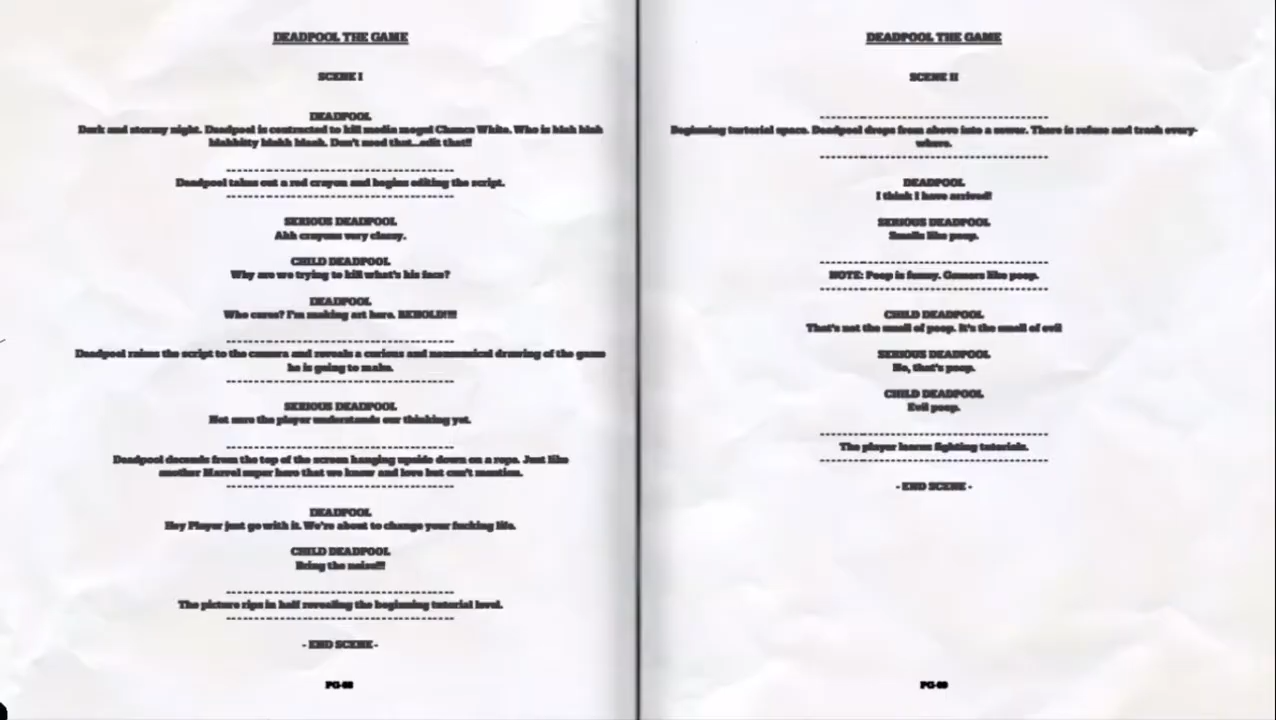 DEADPOOL THE GAME
SCENE I
DEADPOOL
Dark and stormy night. Deadpool is contracted to kill media mogul Chance White. Who is blah blah
blahbitty blahh blaah. Don't need that...edit that!!
Deadpool takes out a red crayon and begins editing the script.
SERIOUS DEADPOOL
Ahh crayons very classy.
CHILD DEADPOOL
Why are we trying to kill what's his face?
DEADPOOL
Who cares? I'm making art here. BEHOLD!!!!
Deadpool raises the script to the camera and reveals a curious and nonsensical drawing of the game
he is going to make.
SERIOUS DEADPOOL
Not sure the player understands our thinking yet.
Deadpool decends from the top of the screen hanging upside down on a rope. Just like
another Marvel super hero that we know and love but can't mention.
DEADPOOL
Hey Player just go with it. We're about to change your fucking life.
CHILD DEADPOOL
Bring the noise!!!
The picture rips in half revealing the beginning tutorial level.
- END SCENE -
DEADPOOL THE GAME
SCENE II
Beginning turtorial space. Deadpool drops from above into a sewer. There is refuse and trash every-
where.
DEADPOOL
I think I have arrived!
SERIOUS DEADPOOL
Smells like poop.
NOTE: Poop is funny. Gamers like poop.
CHILD DEADPOOL
That's not the smell of poop. It's the smell of evil
SERIOUS DEADPOOL
No, that's poop.
CHILD DEADPOOL
Evil poop.
The player learns fighting tutorials.
- END SCENE -